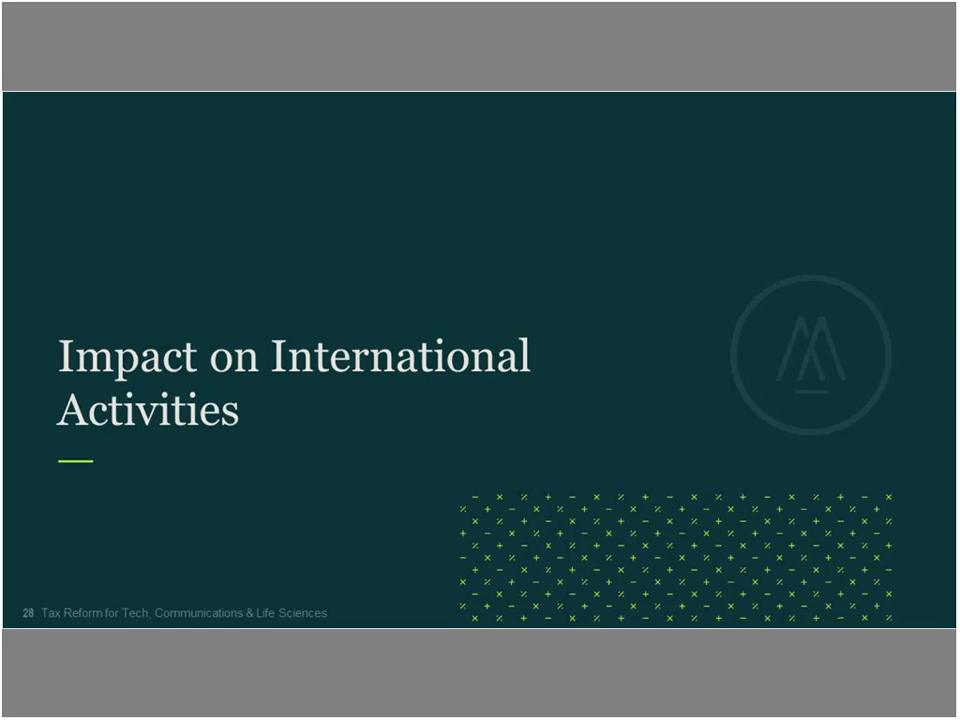 Impact on International
Activities
28 Tax Reform for Tech, Communications & Life Sciences